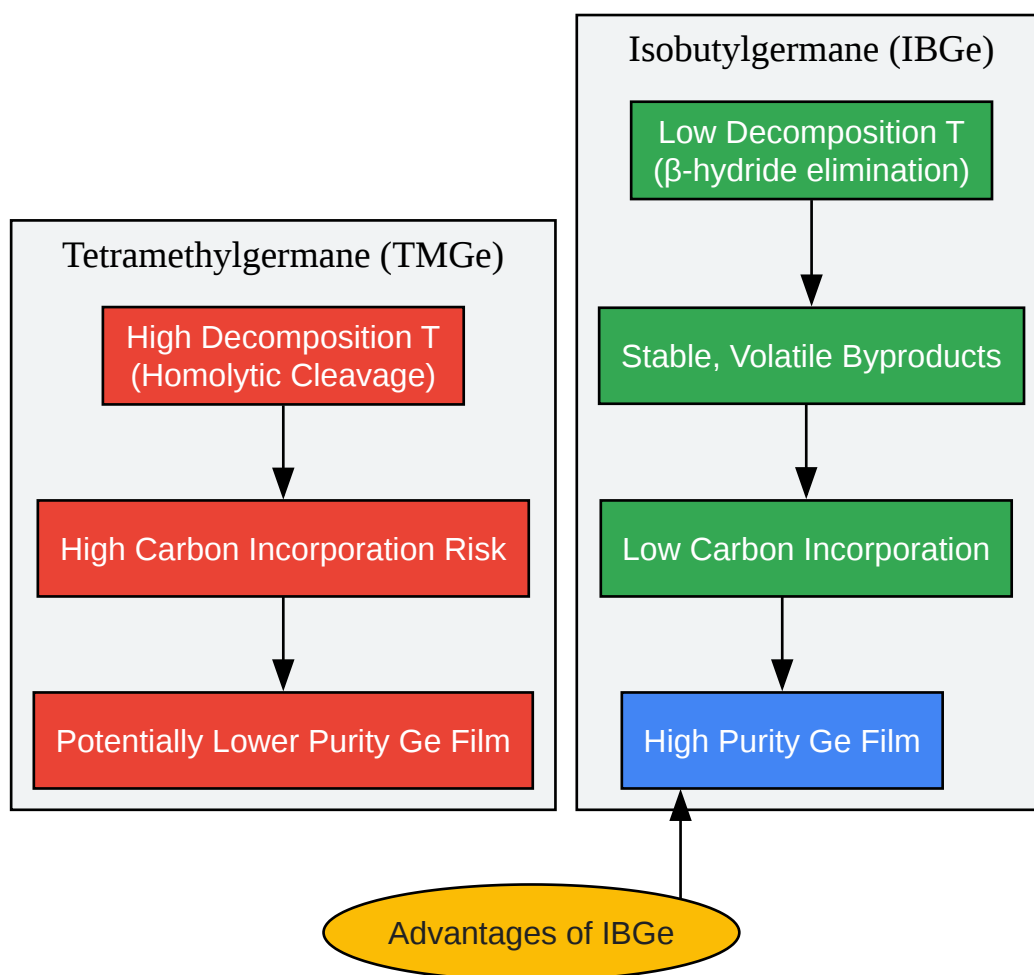 Tetramethylgermane (TMGe)
High Decomposition T
(Homolytic Cleavage)
High Carbon Incorporation Risk
Potentially Lower Purity Ge Film
Isobutylgermane (IBGe)
Low Decomposition T
(β-hydride elimination)
Stable, Volatile Byproducts
Low Carbon Incorporation
High Purity Ge Film
Advantages of IBGe